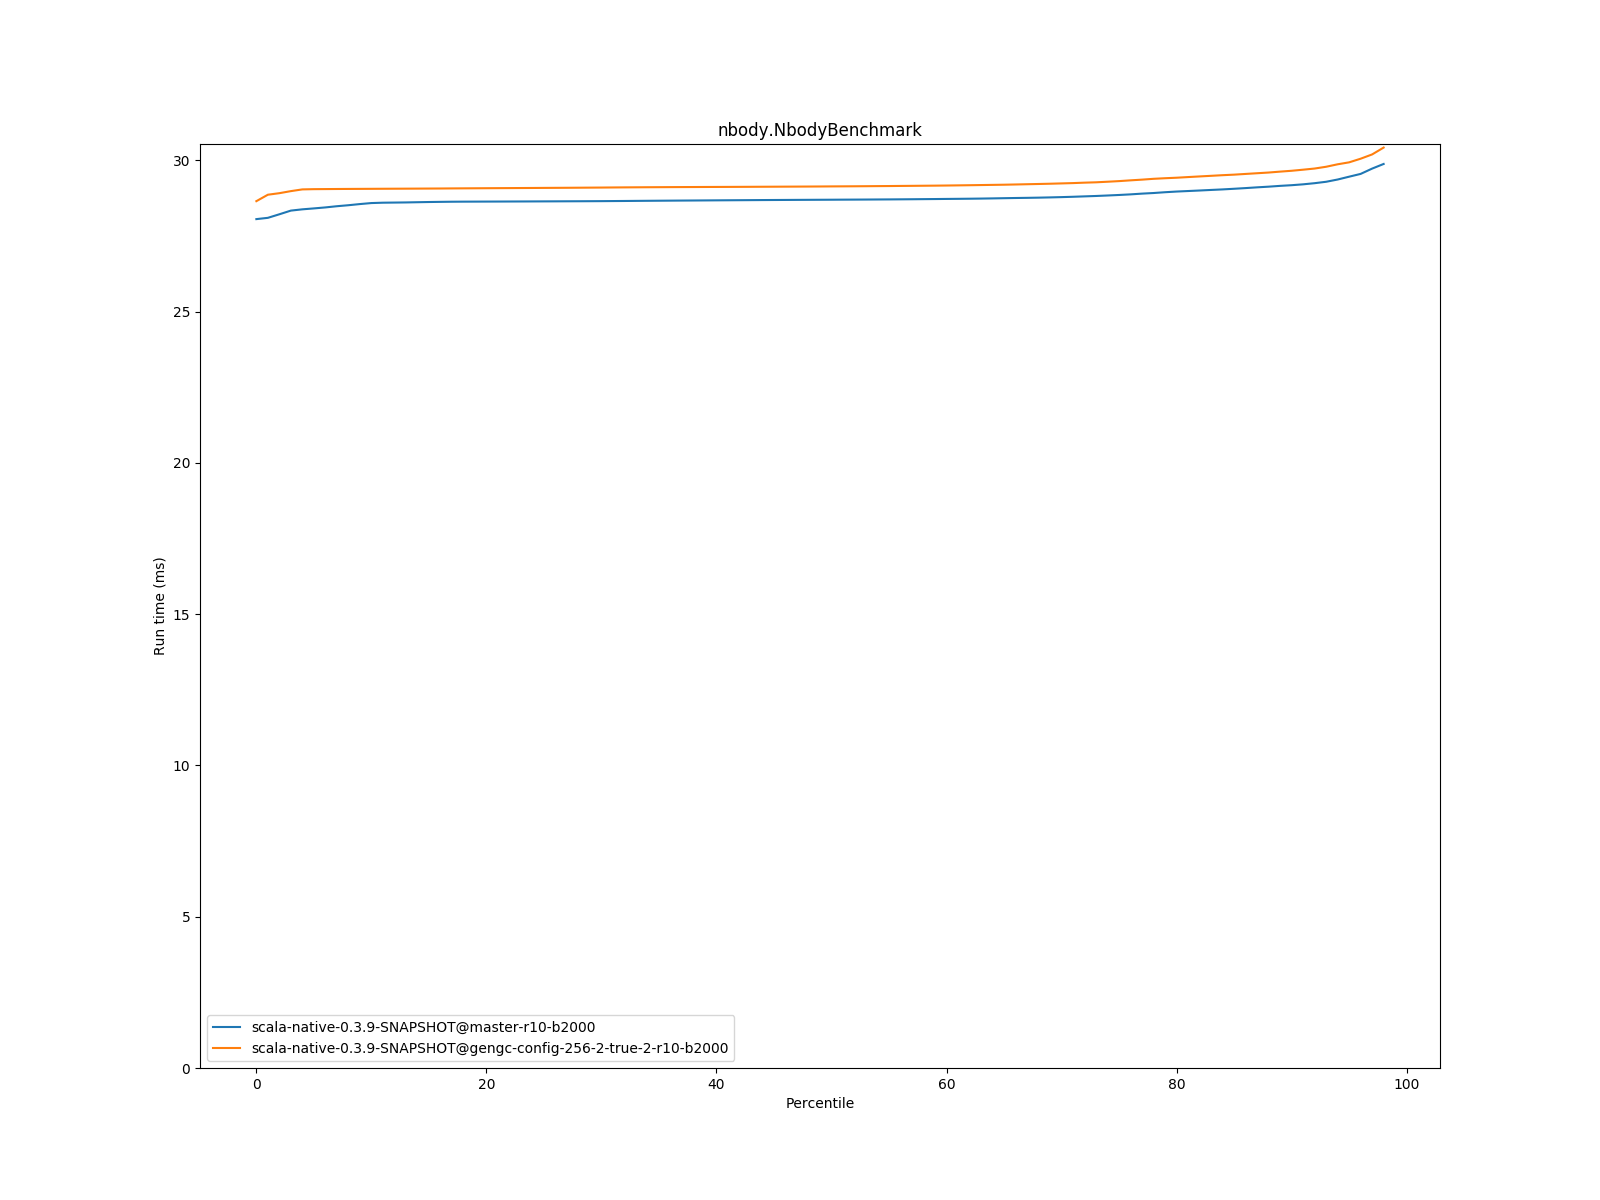 nbody.NbodyBenchmark
30
25
20
15
10
5
0
Run time (ms)
scala-native-0.3.9-SNAPSHOT@master-r10-b2000
scala-native-0.3.9-SNAPSHOT@gengc-config-256-2-true-2-r10-b2000
0 20 40 60 80 100
Percentile